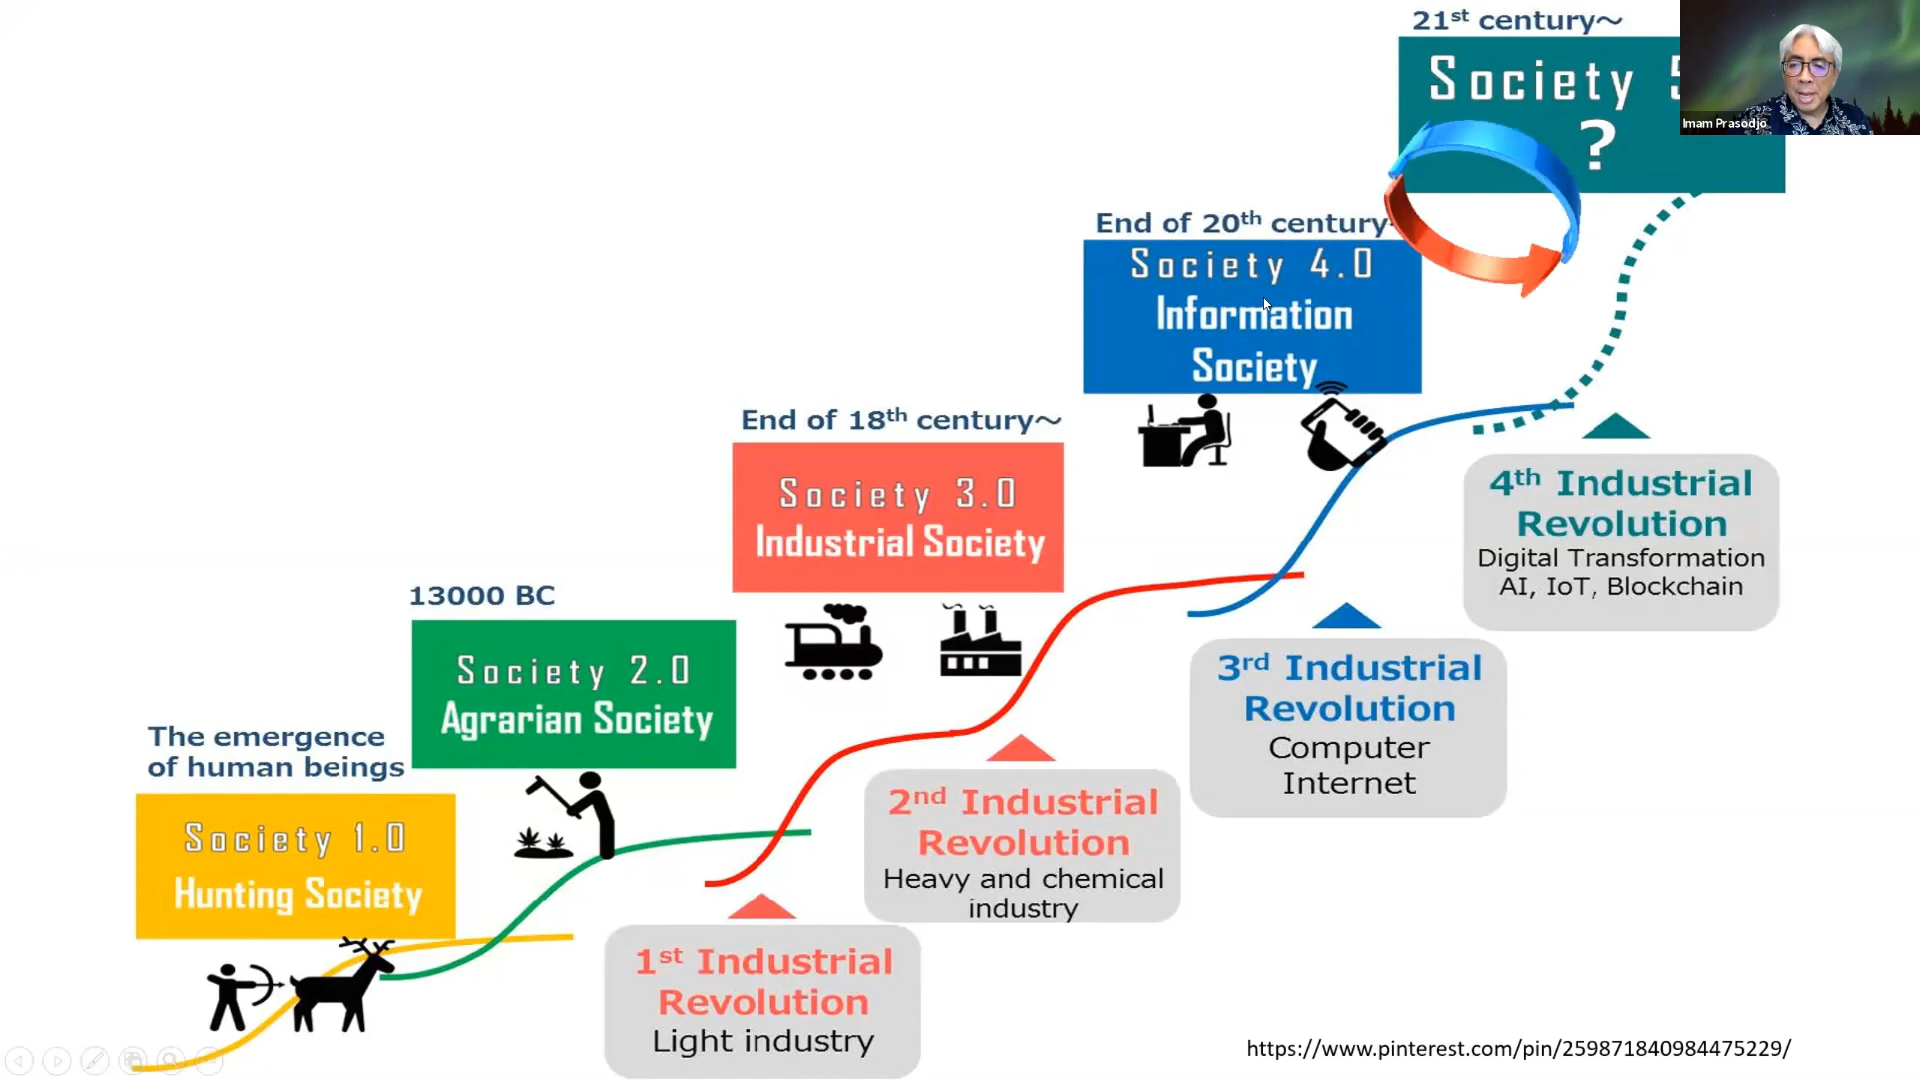 21st century～
Society 5
?
Imam Prasodjo
End of 20th century
Society 4.0
Information
Society
End of 18th century～
Society 3.0
Industrial Society
4th Industrial
Revolution
Digital Transformation
AI, IoT, Blockchain
13000 BC
Society 2.0
Agrarian Society
3rd Industrial
Revolution
Computer
Internet
The emergence
of human beings
Society 1.0
Hunting Society
2nd Industrial
Revolution
Heavy and chemical
industry
1st Industrial
Revolution
Light industry
https://www.pinterest.com/pin/259871840984475229/